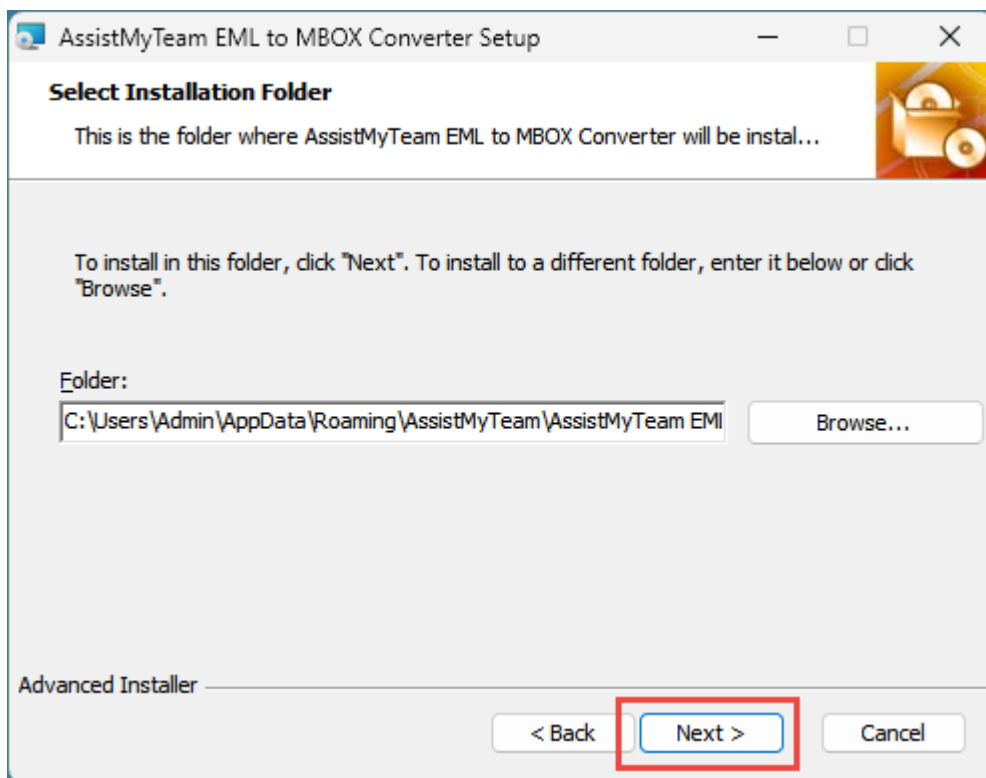 AssistMyTeam EML to MBOX Converter Setup
Select Installation Folder
This is the folder where AssistMyTeam EML to MBOX Converter will be instal...
To install in this folder, click "Next". To install to a different folder, enter it below or click
"Browse".
Folder:
C:\Users\Admin\AppData\Roaming\AssistMyTeam\AssistMyTeam EML
Browse...
Advanced Installer
< Back
Next >
Cancel